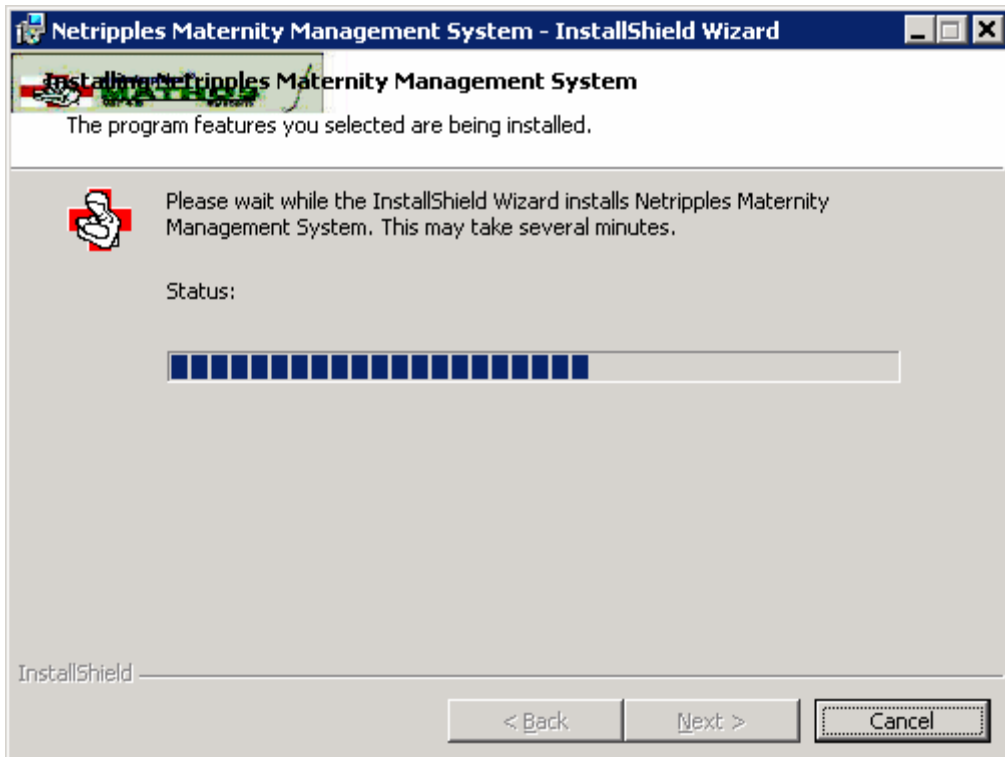 Netripples Maternity Management System - InstallShield Wizard
Installing Netripples Maternity Management System
The program features you selected are being installed.
Please wait while the InstallShield Wizard installs Netripples Maternity
Management System. This may take several minutes.
Status:
InstallShield
< Back Next > Cancel